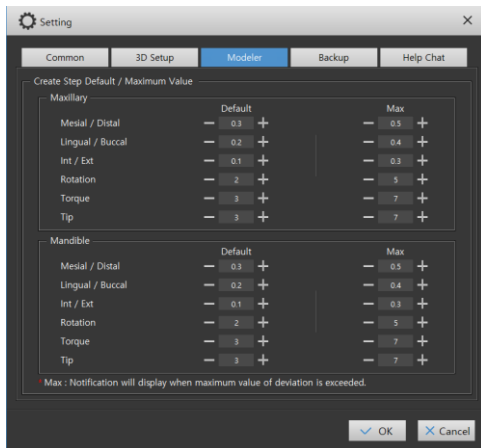 Setting
Common 3D Setup Modeler Backup Help Chat
Create Step Default / Maximum Value
Maxillary
Default Max
Mesial / Distal 0.3 0.5
Lingual / Buccal 0.2 0.4
Int / Ext 0.1 0.3
Rotation 2 5
Torque 3 7
Tip 3 7
Mandible
Default Max
Mesial / Distal 0.3 0.5
Lingual / Buccal 0.2 0.4
Int / Ext 0.1 0.3
Rotation 2 5
Torque 3 7
Tip 3 7
* Max : Notification will display when maximum value of deviation is exceeded.
OK Cancel